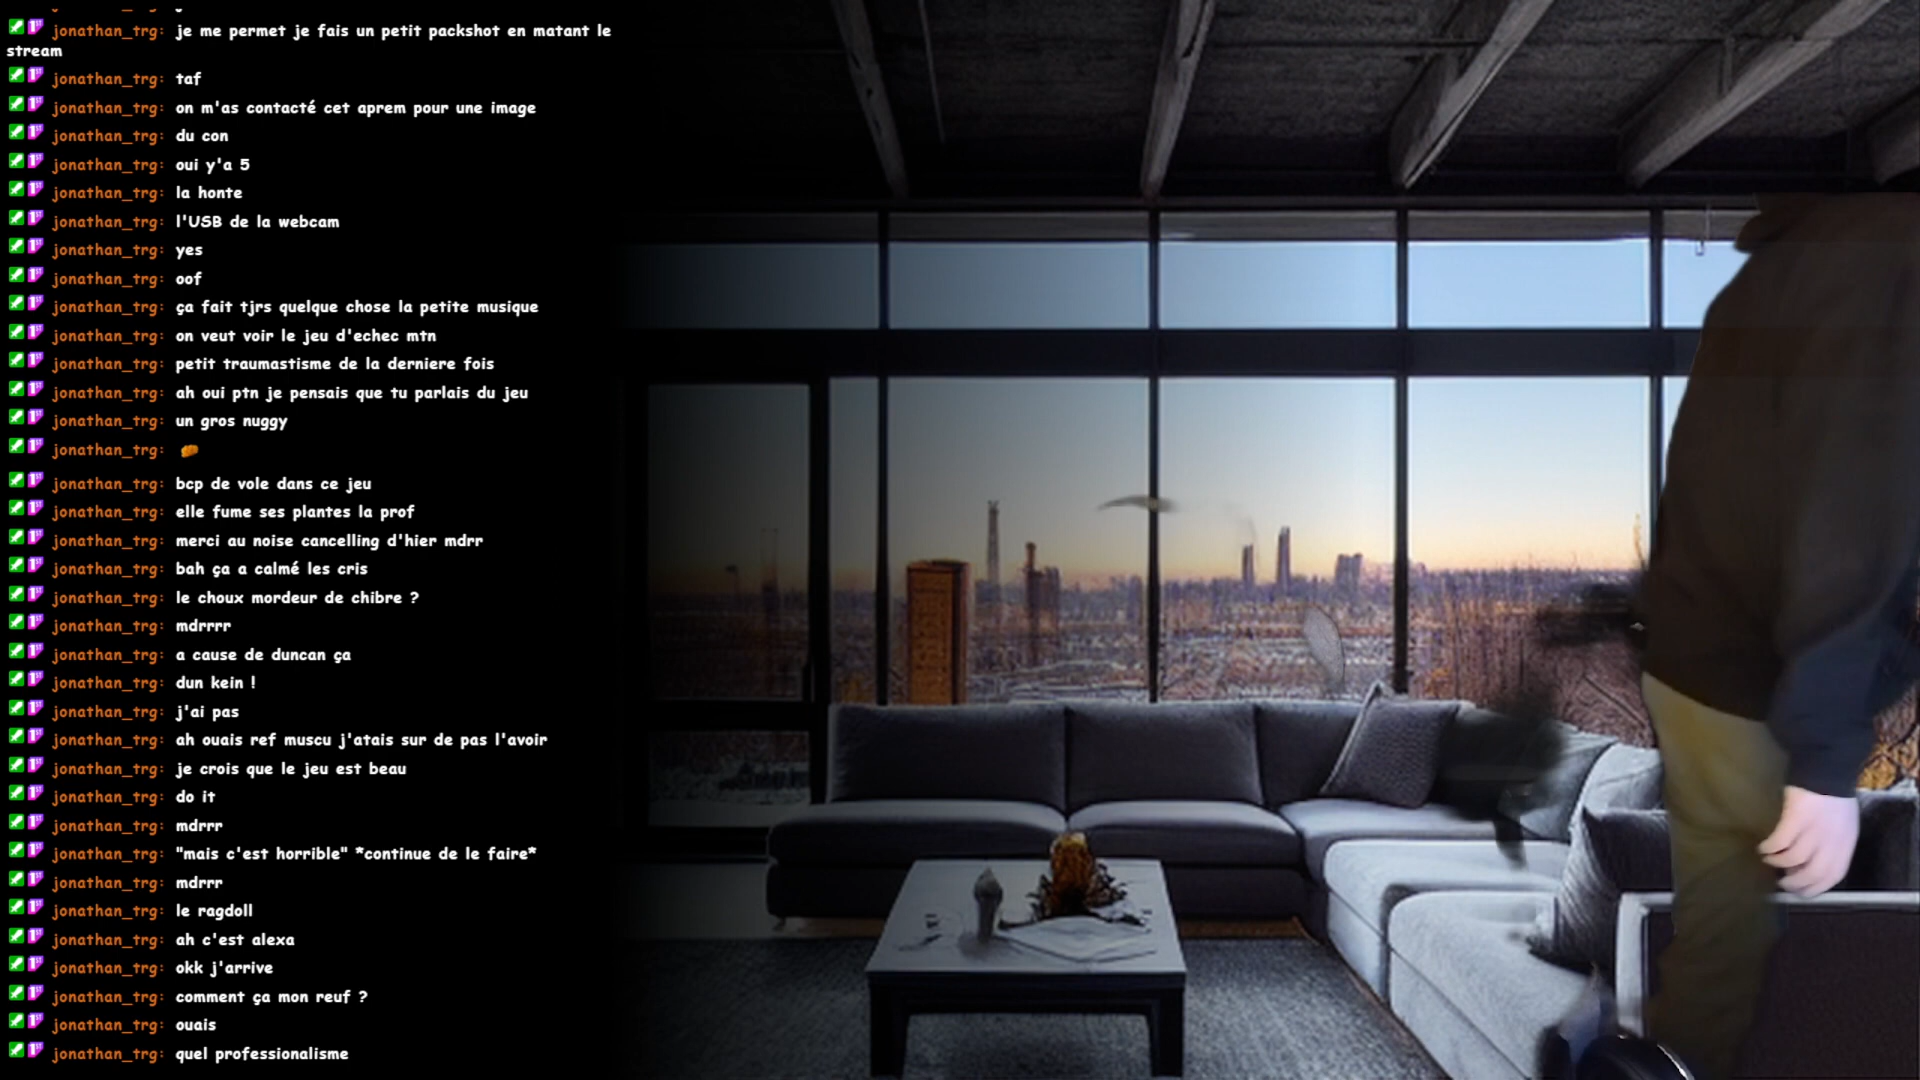 jonathan_trg: je me permet je fais un petit packshot en matant le
stream
jonathan_trg: taf
jonathan_trg: on m'as contacté cet aprem pour une image
jonathan_trg: du con
jonathan_trg: oui y'a 5
jonathan_trg: la honte
jonathan_trg: l'USB de la webcam
jonathan_trg: yes
jonathan_trg: oof
jonathan_trg: ça fait tjrs quelque chose la petite musique
jonathan_trg: on veut voir le jeu d'echec mtn
jonathan_trg: petit traumastisme de la derniere fois
jonathan_trg: ah oui ptn je pensais que tu parlais du jeu
jonathan_trg: un gros nuggy
jonathan_trg:
jonathan_trg: bcp de vole dans ce jeu
jonathan_trg: elle fume ses plantes la prof
jonathan_trg: merci au noise cancelling d'hier mdrr
jonathan_trg: bah ça a calmé les cris
jonathan_trg: le choux mordeur de chibre ?
jonathan_trg: mdrrrr
jonathan_trg: a cause de duncan ça
jonathan_trg: dun kein !
jonathan_trg: j'ai pas
jonathan_trg: ah ouais ref muscu j'atais sur de pas l'avoir
jonathan_trg: je crois que le jeu est beau
jonathan_trg: do it
jonathan_trg: mdrrr
jonathan_trg: "mais c'est horrible" *continue de le faire*
jonathan_trg: mdrrr
jonathan_trg: le ragdoll
jonathan_trg: ah c'est alexa
jonathan_trg: okk j'arrive
jonathan_trg: comment ça mon reuf ?
jonathan_trg: ouais
jonathan_trg: quel professionalisme